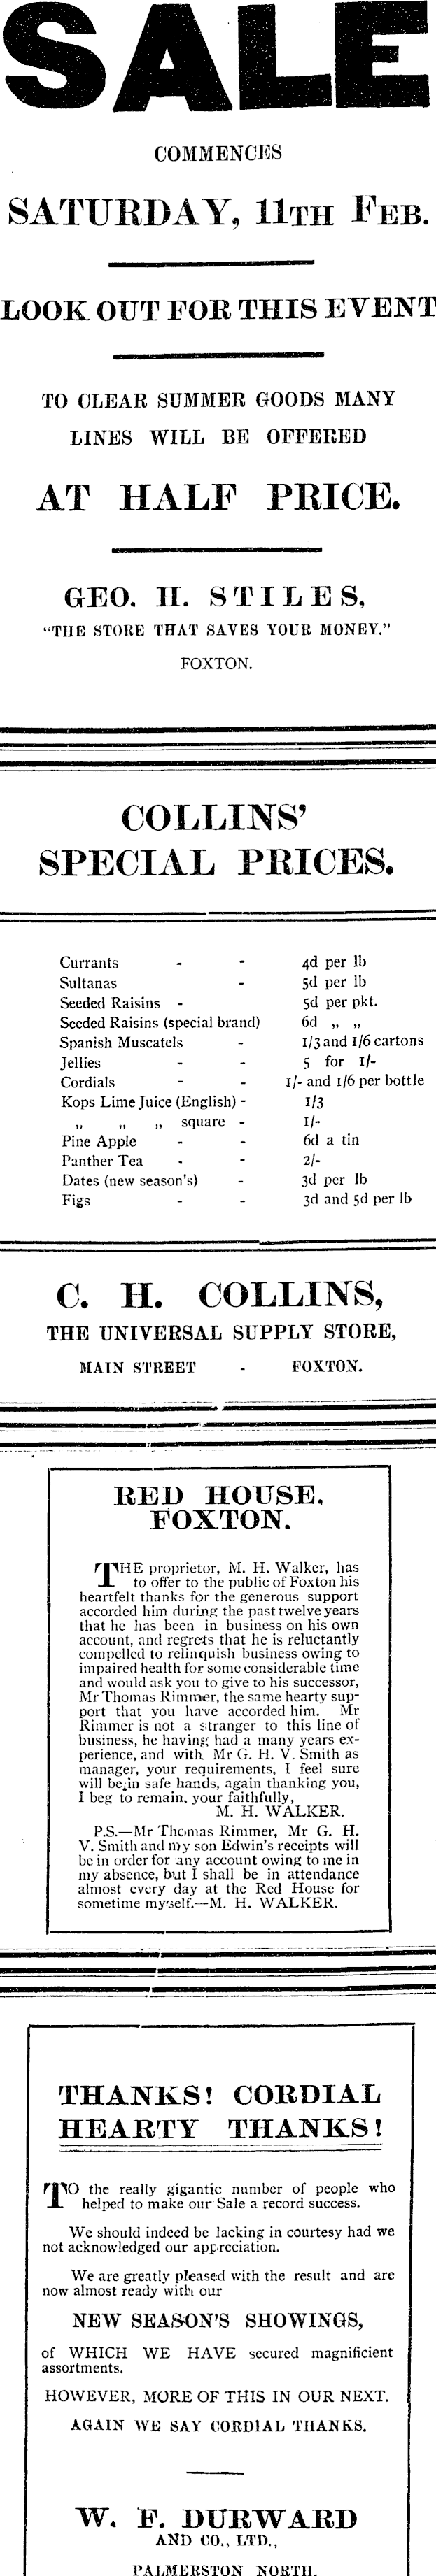 SALE
COMMENCES
SATURDAY, 11TH FEB.
LOOK OUT FOR THIS EVENT
TO CLEAR SUMMER GOODS MANY
LINES WILL BE OFFERED
AT HALF PRICE.
GEO. H. STILES,
"THE STORE THAT SAVES YOUR MONEY."
FOXTON.
COLLINS'
SPECIAL PRICES.
Currants - - 4d per lb
Sultanas - 5d per lb
Seeded Raisins - 5d per pkt.
Seeded Raisins (special brand) 6d „ „
Spanish Muscatels - 1/3 and 1/6 cartons
Jellies - - 5 for 1/-
Cordials - - 1/- and 1/6 per bottle
Kops Lime Juice (English) - 1/3
„ „ „ square - 1/-
Pine Apple - - 6d a tin
Panther Tea - - 2/-
Dates (new season's) - 3d per lb
Figs - - 3d and 5d per lb
C. H. COLLINS,
THE UNIVERSAL SUPPLY STORE,
MAIN STREET - FOXTON.
RED HOUSE,
FOXTON.
THE proprietor, M. H. Walker, has
to offer to the public of Foxton his
heartfelt thanks for the generous support
accorded him during the past twelve years
that he has been in business on his own
account, and regrets that he is reluctantly
compelled to relinquish business owing to
impaired health for some considerable time
and would ask you to give to his successor,
Mr Thomas Rimmer, the same hearty sup-
port that you have accorded him. Mr
Rimmer is not a stranger to this line of
business, he having had a many years ex-
perience, and with Mr G. H. V. Smith as
manager, your requirements, I feel sure
will be in safe hands, again thanking you,
I beg to remain, your faithfully,
M. H. WALKER.
P.S.—Mr Thomas Rimmer, Mr G. H.
V. Smith and my son Edwin's receipts will
be in order for any account owing to me in
my absence, but I shall be in attendance
almost every day at the Red House for
sometime myself.—M. H. WALKER.
THANKS! CORDIAL
HEARTY THANKS!
TO the really gigantic number of people who
helped to make our Sale a record success.
We should indeed be lacking in courtesy had we
not acknowledged our appreciation.
We are greatly pleased with the result and are
now almost ready with our
NEW SEASON'S SHOWINGS,
of WHICH WE HAVE secured magnificient
assortments.
HOWEVER, MORE OF THIS IN OUR NEXT.
AGAIN WE SAY CORDIAL THANKS.
W. F. DURWARD
AND CO., LTD.,
PALMERSTON NORTH.